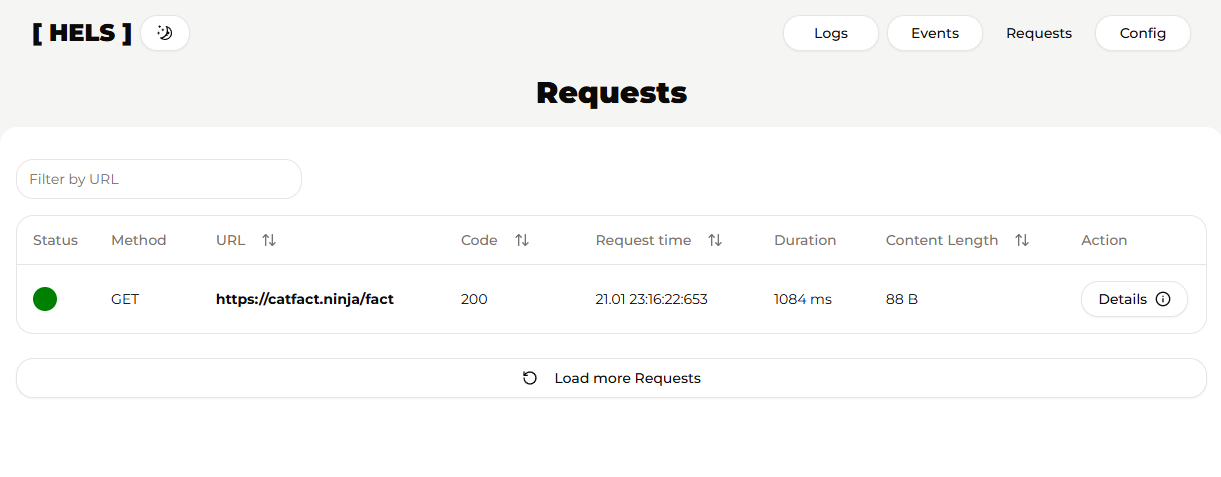 [ HELS ] Logs Events Requests Config
Requests
Filter by URL
Status Method URL Code Request time Duration Content Length Action
GET https://catfact.ninja/fact 200 21.01 23:16:22:653 1084 ms 88 B Details
Load more Requests